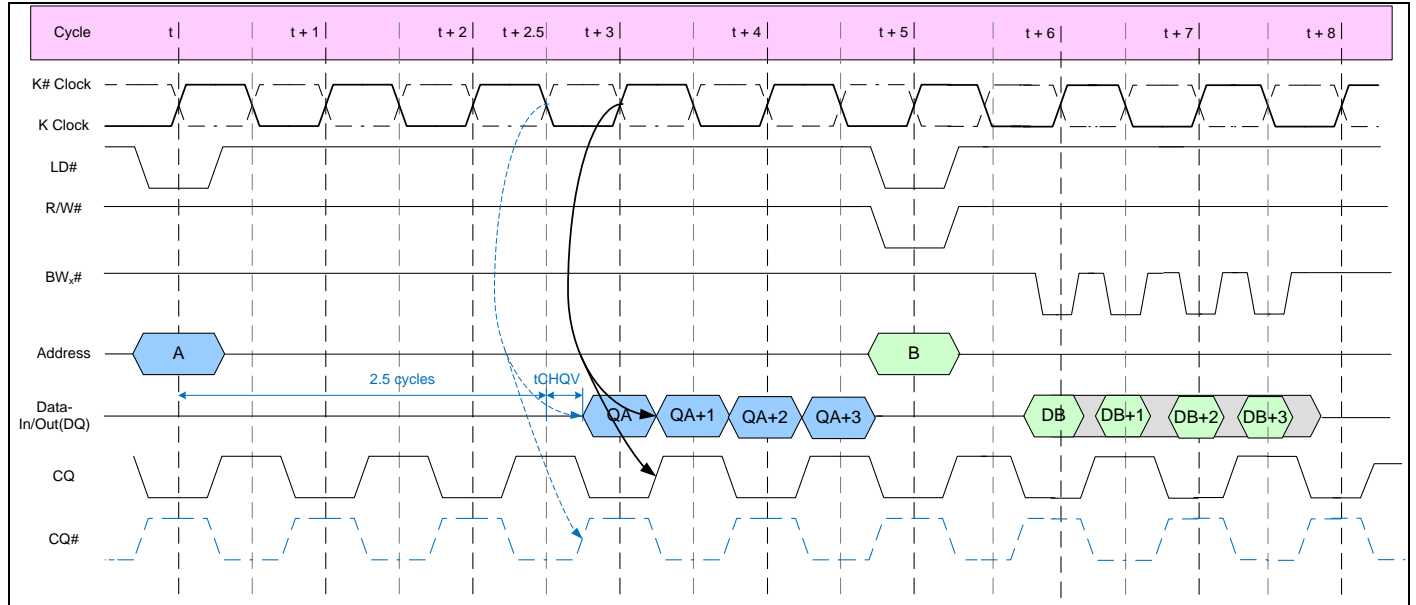 Cycle t t + 1 t + 2 t + 2.5 t + 3 t + 4 t + 5 t + 6 t + 7 t + 8
K# Clock
K Clock
LD#
R/W#
BWx#
Address A B
2.5 cycles tCHQV
Data-
In/Out(DQ) QA QA+1 QA+2 QA+3 DB DB+1 DB+2 DB+3
CQ
CQ#